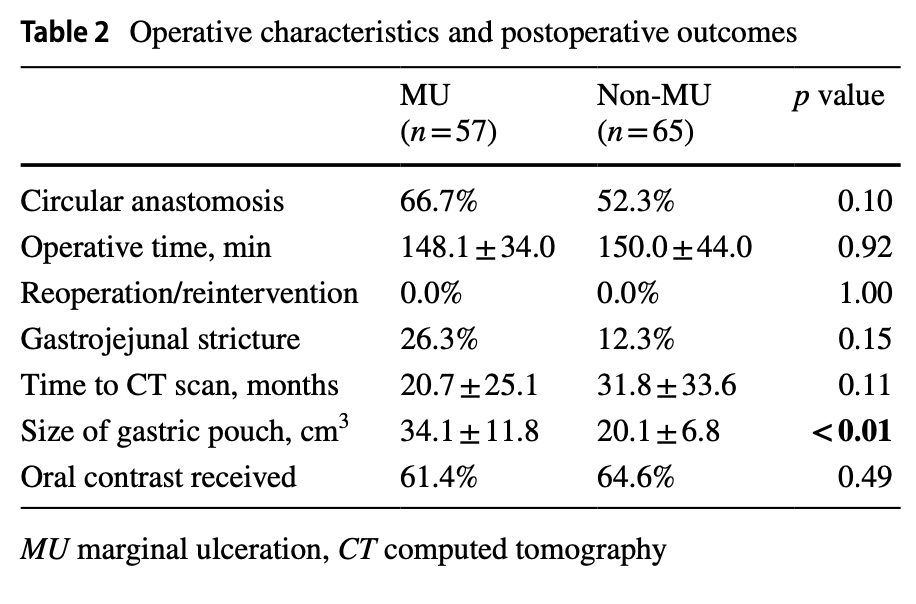 Table 2 Operative characteristics and postoperative outcomes
MU Non-MU p value
(n=57) (n=65)
Circular anastomosis 66.7% 52.3% 0.10
Operative time, min 148.1±34.0 150.0±44.0 0.92
Reoperation/reintervention 0.0% 0.0% 1.00
Gastrojejunal stricture 26.3% 12.3% 0.15
Time to CT scan, months 20.7±25.1 31.8±33.6 0.11
Size of gastric pouch, cm³ 34.1±11.8 20.1±6.8 <0.01
Oral contrast received 61.4% 64.6% 0.49
MU marginal ulceration, CT computed tomography